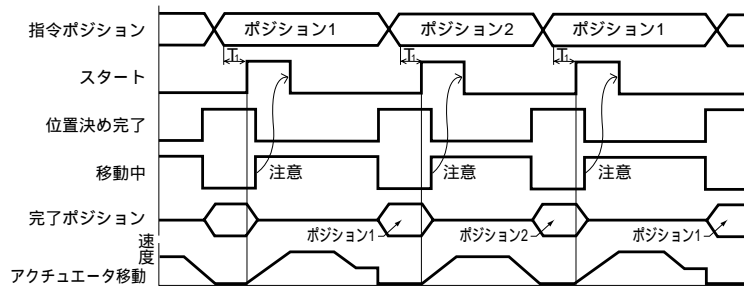 指令ポジション
ポジション1
ポジション2
ポジション1
T1
T1
T1
スタート
位置決め完了
移動中
注意
注意
注意
完了ポジション
ポジション1
ポジション2
ポジション1
速度
アクチュエータ移動